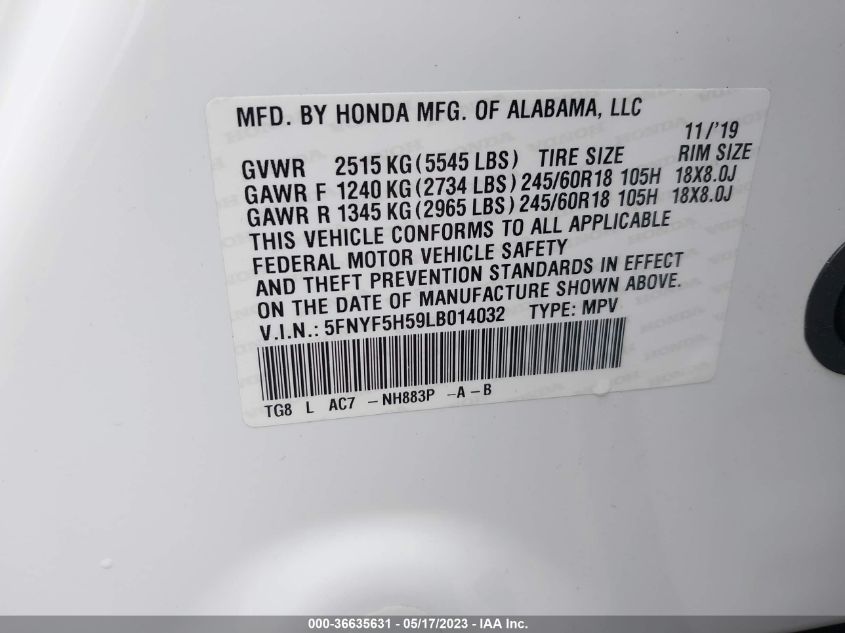 MFD. BY HONDA MFG. OF ALABAMA, LLC
11/'19
GVWR 2515 KG (5545 LBS) TIRE SIZE RIM SIZE
GAWR F 1240 KG (2734 LBS) 245/60R18 105H 18X8.0J
GAWR R 1345 KG (2965 LBS) 245/60R18 105H 18X8.0J
THIS VEHICLE CONFORMS TO ALL APPLICABLE
FEDERAL MOTOR VEHICLE SAFETY
AND THEFT PREVENTION STANDARDS IN EFFECT
ON THE DATE OF MANUFACTURE SHOWN ABOVE.
V.I.N.: 5FNYF5H59LB014032 TYPE: MPV
TG8 L AC7 -NH883P -A-B
000-36635631 - 05/17/2023 - IAA Inc.